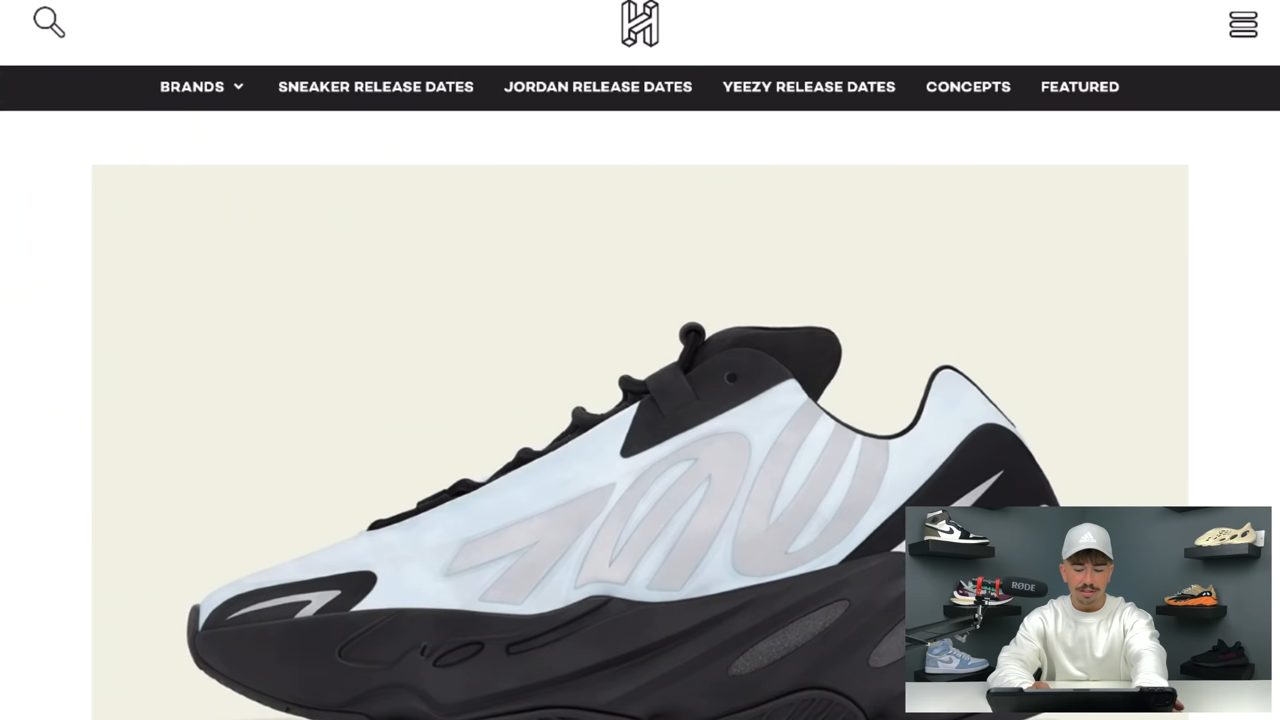 BRANDS SNEAKER RELEASE DATES JORDAN RELEASE DATES YEEZY RELEASE DATES CONCEPTS FEATURED
700
RØDE